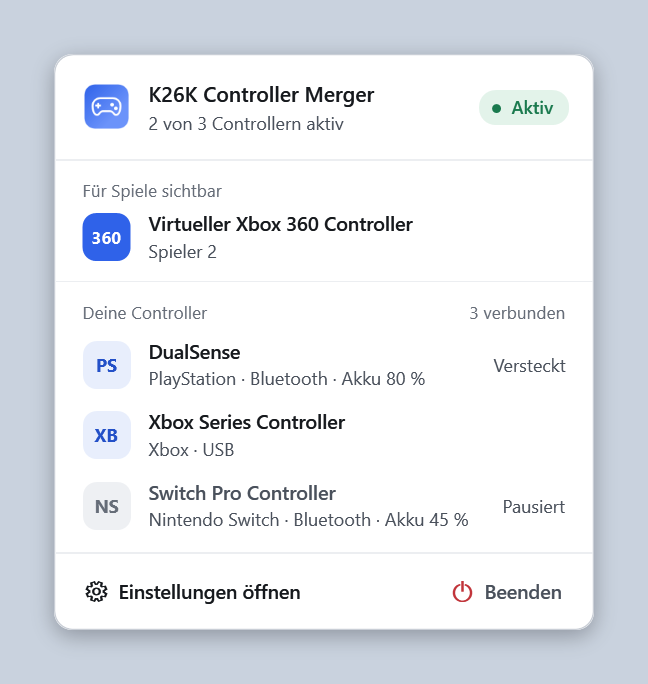 K26K Controller Merger
2 von 3 Controllern aktiv
Aktiv
Für Spiele sichtbar
360
Virtueller Xbox 360 Controller
Spieler 2
Deine Controller
3 verbunden
PS
DualSense
PlayStation · Bluetooth · Akku 80 %
Versteckt
XB
Xbox Series Controller
Xbox · USB
NS
Switch Pro Controller
Nintendo Switch · Bluetooth · Akku 45 %
Pausiert
Einstellungen öffnen
Beenden